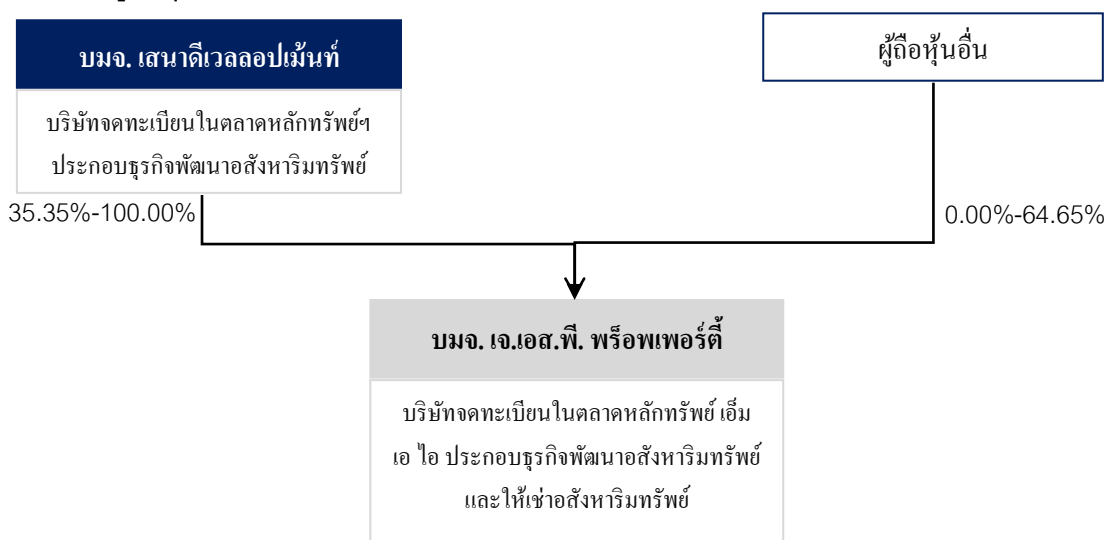 บมจ. เสนาดีเวลลอปเม้นท์
ผู้ถือหุ้นอื่น
บริษัทจดทะเบียนในตลาดหลักทรัพย์ฯ
ประกอบธุรกิจพัฒนาอสังหาริมทรัพย์
35.35%-100.00%
0.00%-64.65%
บมจ. เจ.เอส.พี. พร็อพเพอร์ตี้
บริษัทจดทะเบียนในตลาดหลักทรัพย์ เอ็ม
เอ ไอ ประกอบธุรกิจพัฒนาอสังหาริมทรัพย์
และให้เช่าอสังหาริมทรัพย์